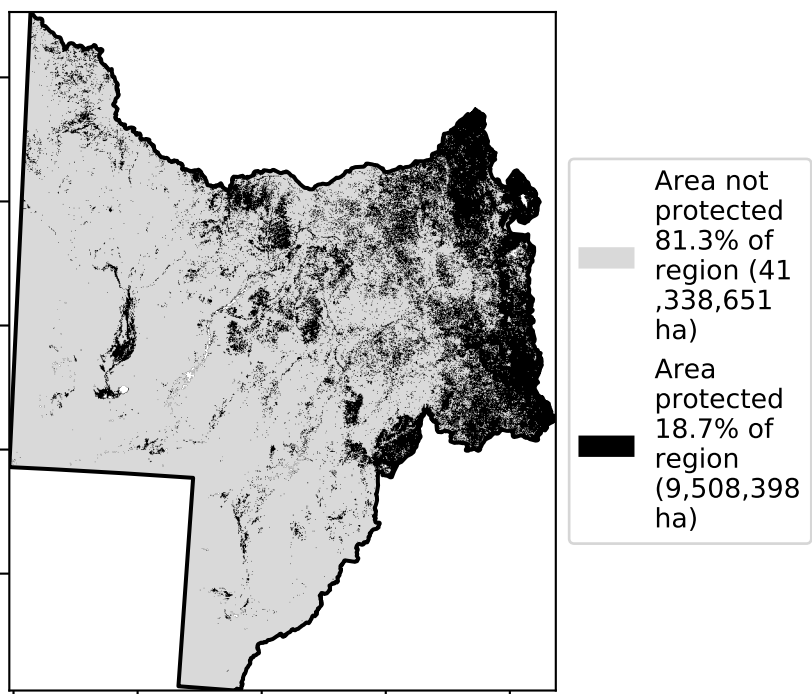 Area not
protected
81.3% of
region (41
,338,651
ha)
Area
protected
18.7% of
region
(9,508,398
ha)